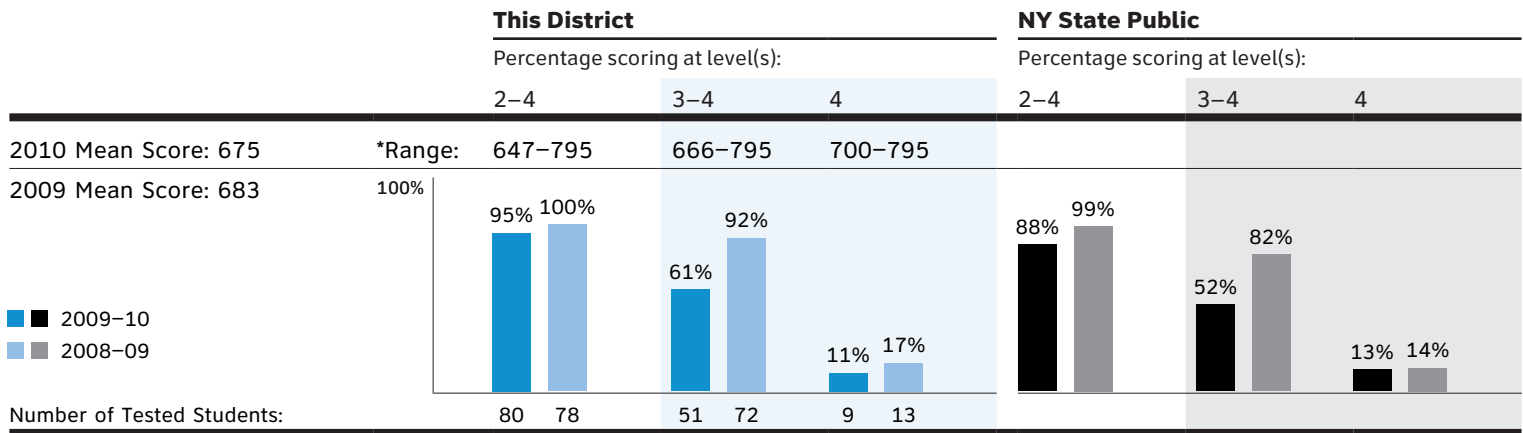 This District NY State Public
Percentage scoring at level(s): Percentage scoring at level(s):
2–4 3–4 4 2–4 3–4 4
2010 Mean Score: 675 *Range: 647–795 666–795 700–795
2009 Mean Score: 683 100%
95% 100% 92% 88% 99% 82%
61% 52%
11% 17% 13% 14%
2009–10
2008–09
Number of Tested Students: 80 78 51 72 9 13